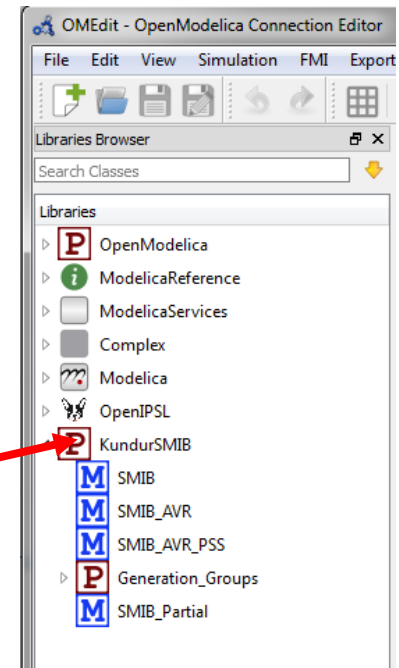 OMEdit - OpenModelica Connection Editor
File Edit View Simulation FMI Export
Libraries Browser
Search Classes
Libraries
P OpenModelica
i ModelicaReference
ModelicaServices
Complex
m Modelica
OpenIPSL
P KundurSMIB
M SMIB
M SMIB_AVR
M SMIB_AVR_PSS
P Generation_Groups
M SMIB_Partial